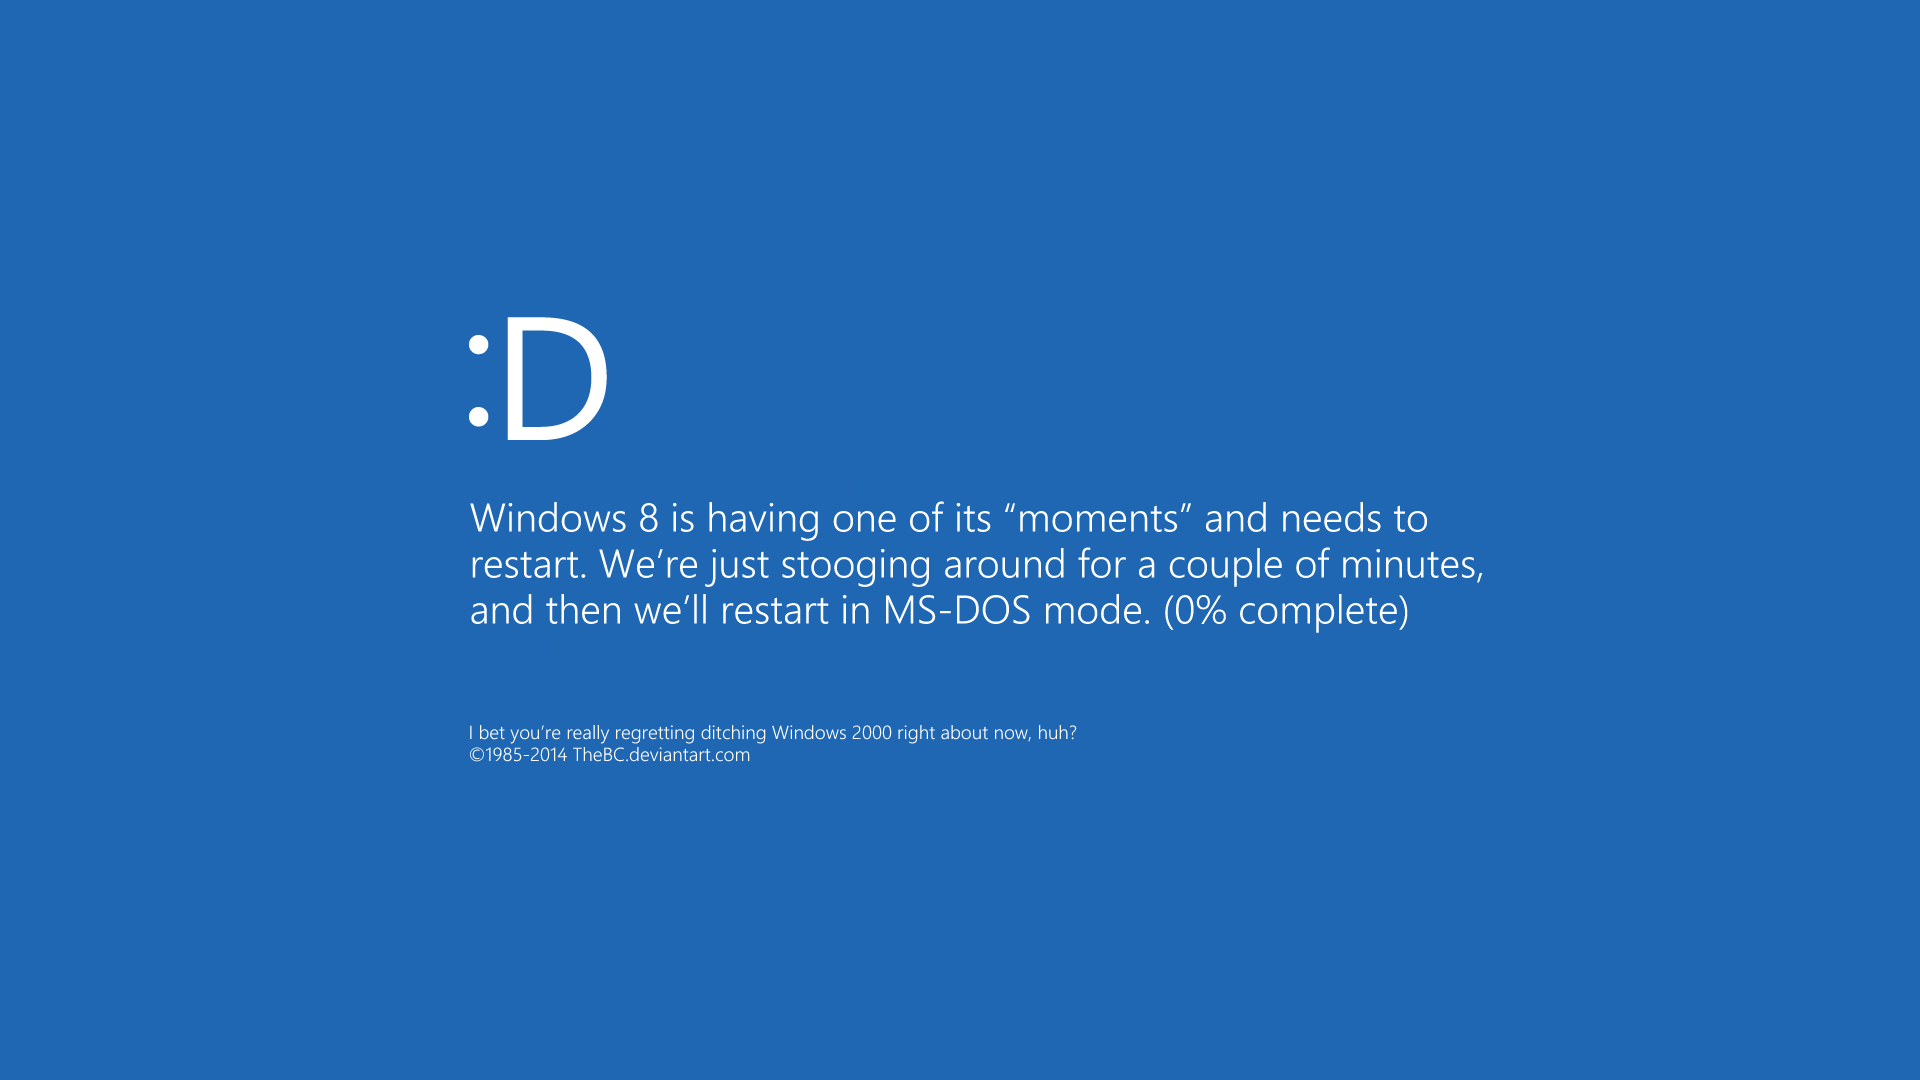 :D
Windows 8 is having one of its “moments” and needs to
restart. We’re just stooging around for a couple of minutes,
and then we’ll restart in MS-DOS mode. (0% complete)
I bet you’re really regretting ditching Windows 2000 right about now, huh?
©1985-2014 TheBC.deviantart.com